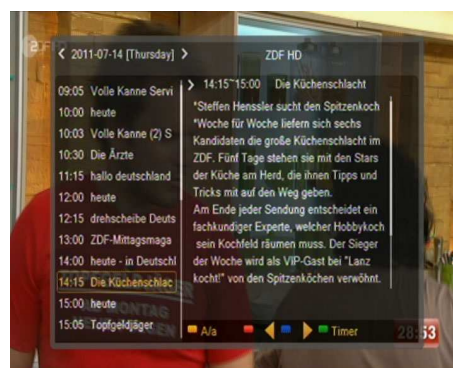 2011-07-14 [Thursday]
ZDF HD
09:05 Volle Kanne Servi
10:00 heute
10:03 Volle Kanne (2) S
10:30 Die Ärzte
11:15 hallo deutschland
12:00 heute
12:15 drehscheibe Deuts
13:00 ZDF-Mittagsmaga
14:00 heute - in Deutschl
14:15 Die Küchenschlac
15:00 heute
15:05 Topfgeldjäger
14:15~15:00 Die Küchenschlacht
*Steffen Henssler sucht den Spitzenkoch
*Woche für Woche liefern sich sechs
Kandidaten die große Küchenschlacht im
ZDF. Fünf Tage stehen sie mit den Stars
der Küche am Herd, die ihnen Tipps und
Tricks mit auf den Weg geben.
Am Ende jeder Sendung entscheidet ein
fachkundiger Experte, welcher Hobbykoch
sein Kochfeld räumen muss. Der Sieger
der Woche wird als VIP-Gast bei "Lanz
kocht!" von den Spitzenköchen verwöhnt.
A/a
Timer
28:53